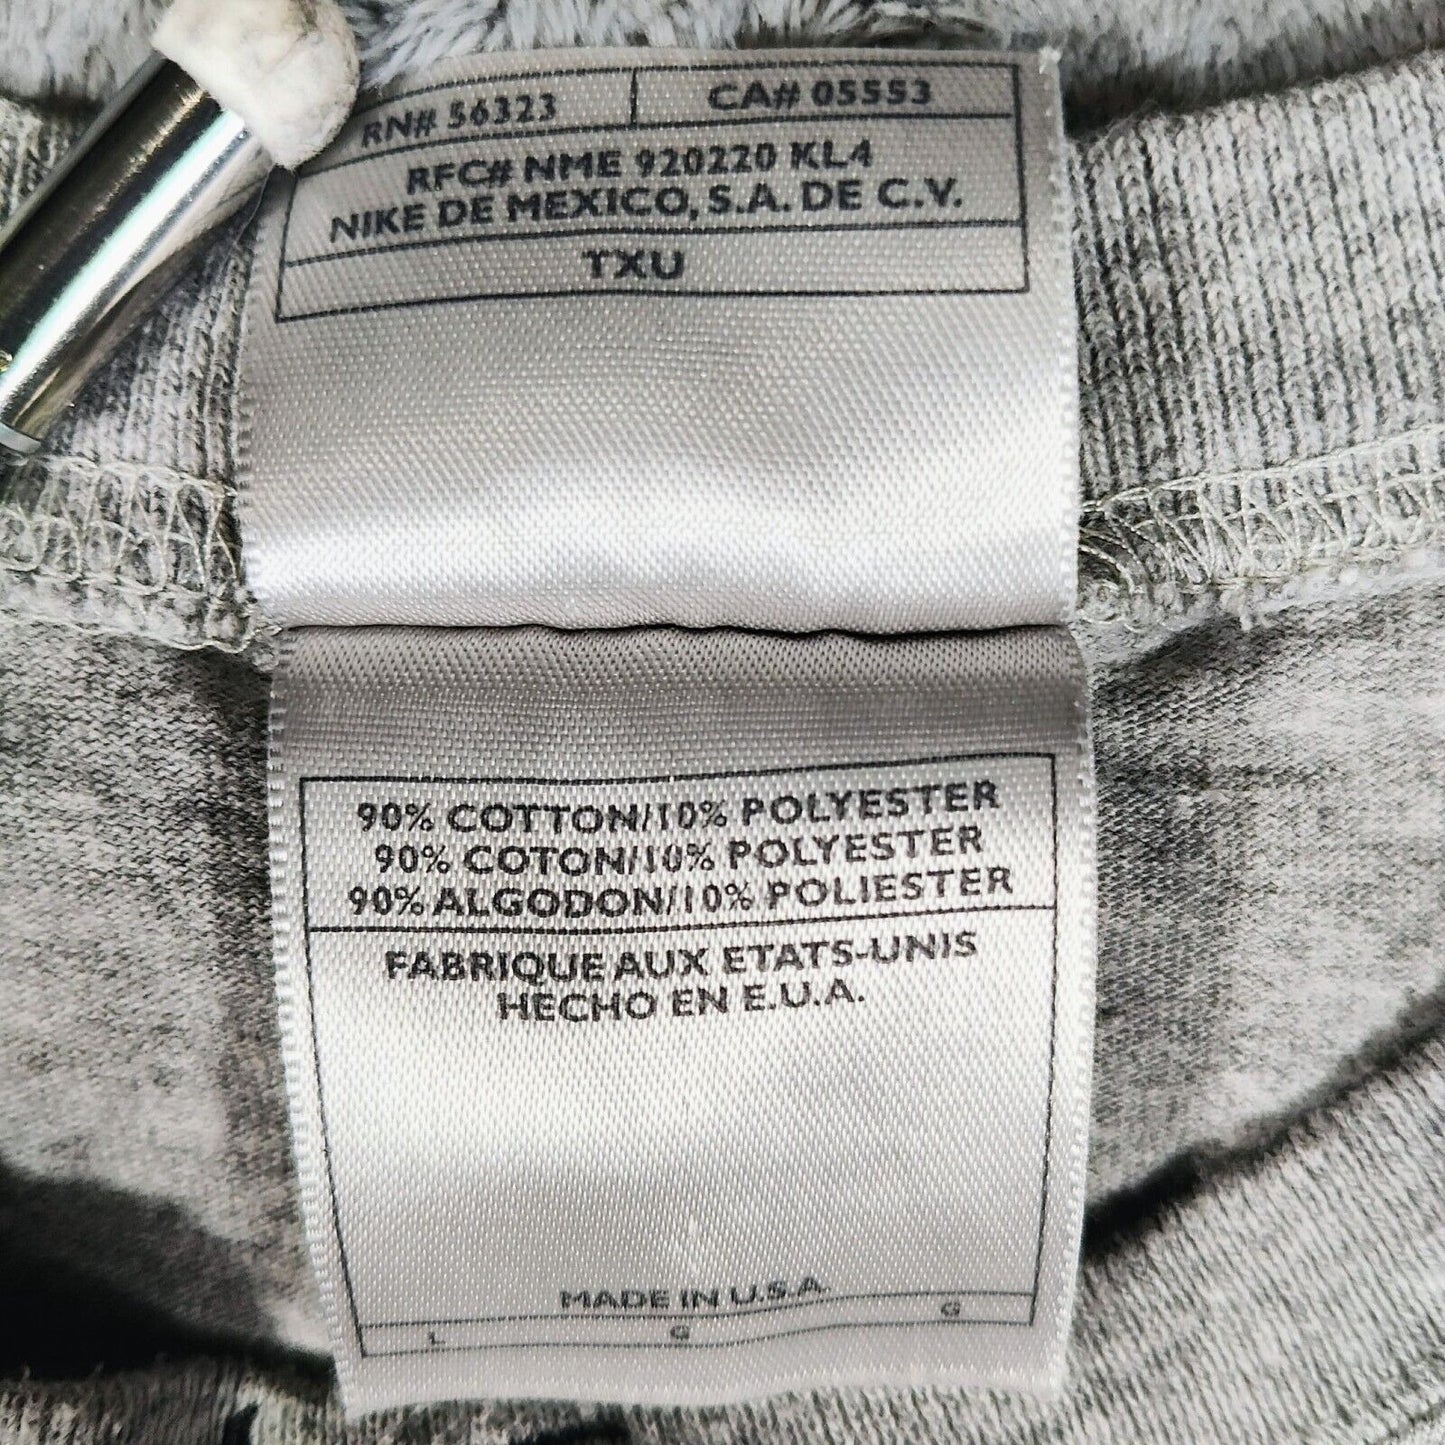 RN# 56323 CA# 05553
RFC# NME 920220 KL4
NIKE DE MEXICO, S.A. DE C.Y.
TXU
90% COTTON/10% POLYESTER
90% COTON/10% POLYESTER
90% ALGODON/10% POLIESTER
FABRIQUE AUX ETATS-UNIS
HECHO EN E.U.A.
MADE IN U.S.A.
L G G